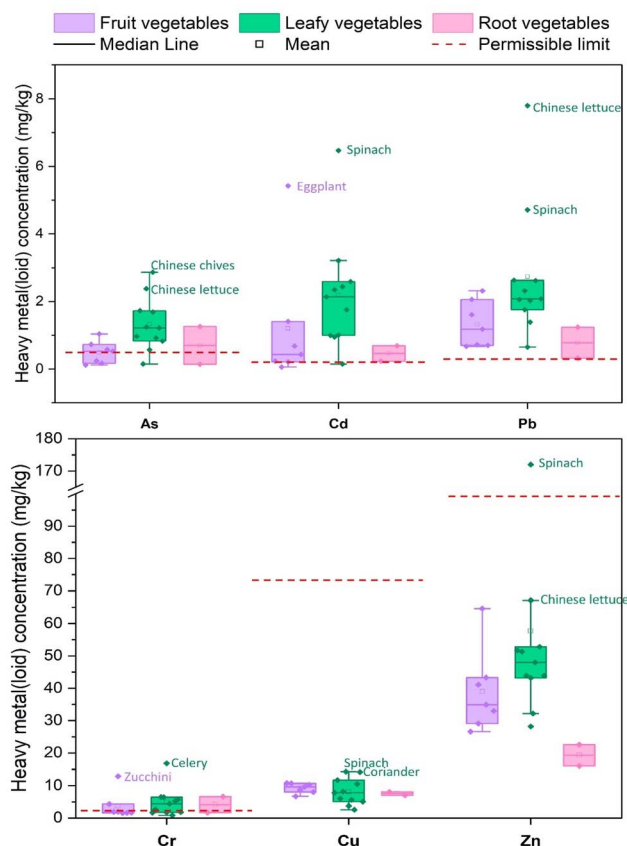 Fruit vegetables Leafy vegetables Root vegetables
Median Line Mean Permissible limit
Heavy metal(loid) concentration (mg/kg)
8
6
4
2
0
Chinese lettuce
Spinach
Eggplant
Spinach
Chinese chives
Chinese lettuce
As Cd Pb
Heavy metal(loid) concentration (mg/kg)
180
170
90
80
70
60
50
40
30
20
10
0
Spinach
Chinese lettuce
Celery
Zucchini
Spinach
Coriander
Cr Cu Zn